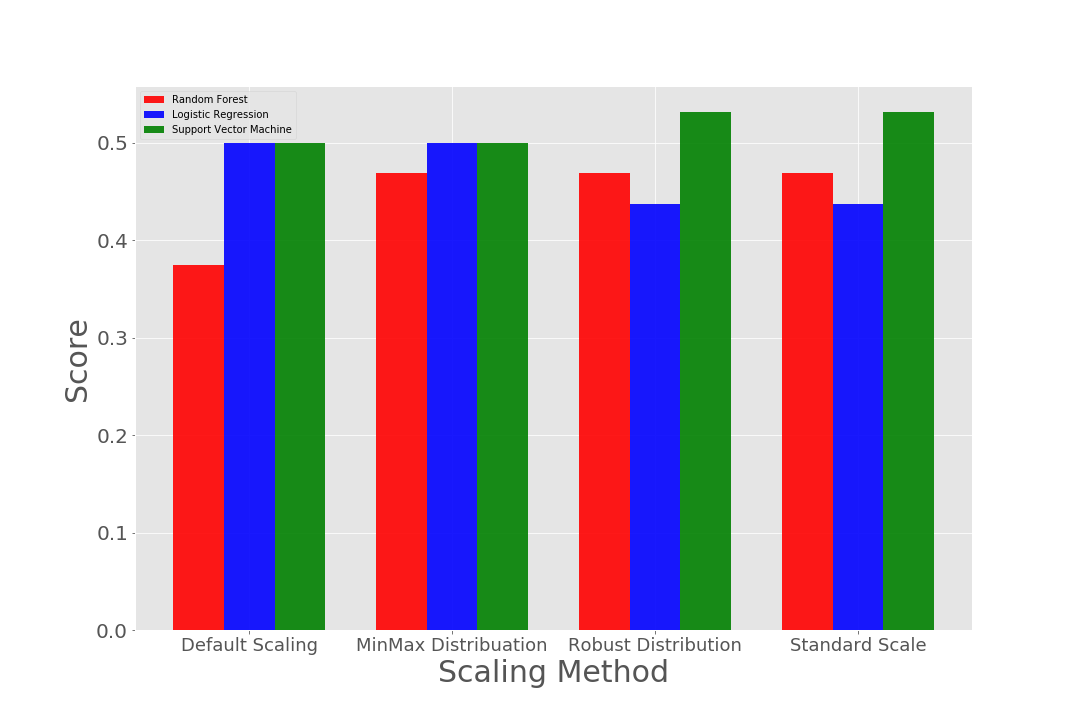 Random Forest
Logistic Regression
Support Vector Machine
0.5
0.4
0.3
0.2
0.1
0.0
Score
Default Scaling MinMax Distribuation Robust Distribution Standard Scale
Scaling Method